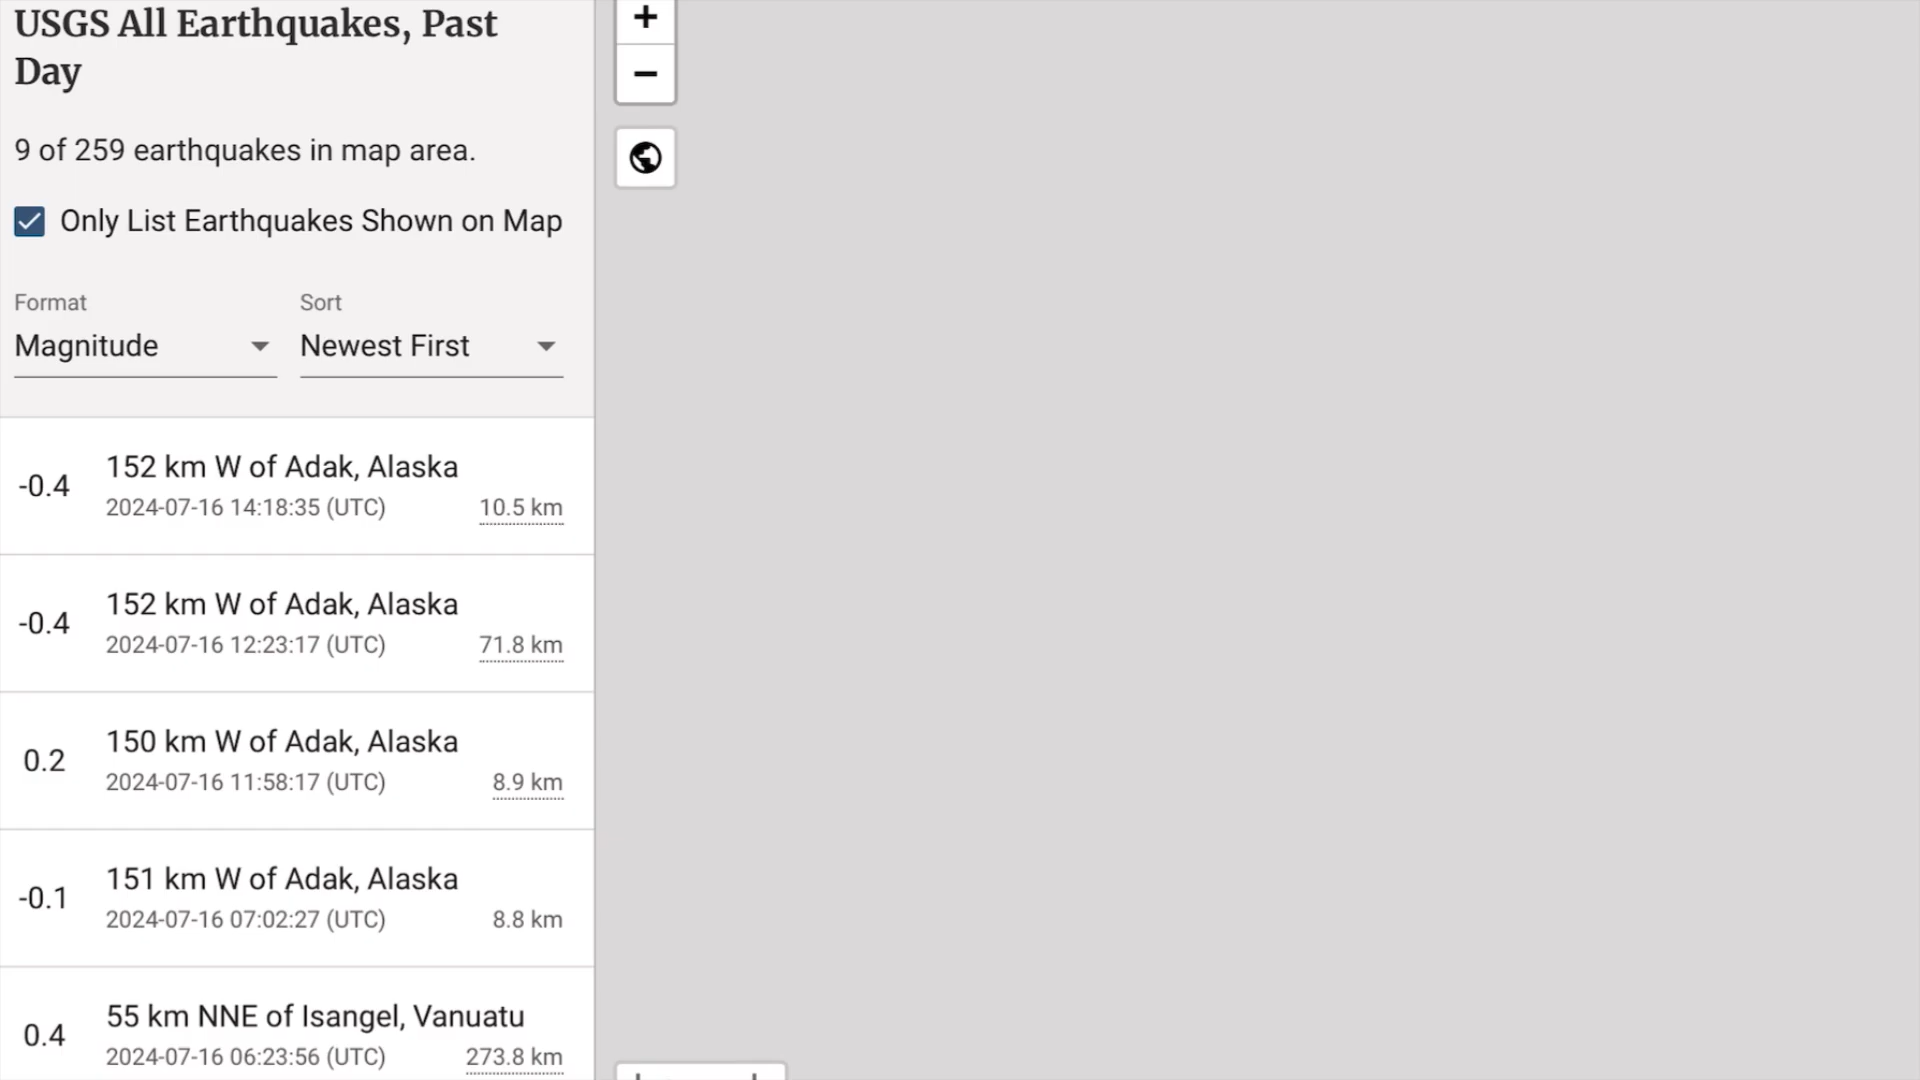 USGS All Earthquakes, Past
Day
9 of 259 earthquakes in map area.
Only List Earthquakes Shown on Map
Format
Magnitude
Sort
Newest First
-0.4
152 km W of Adak, Alaska
2024-07-16 14:18:35 (UTC)
10.5 km
-0.4
152 km W of Adak, Alaska
2024-07-16 12:23:17 (UTC)
71.8 km
0.2
150 km W of Adak, Alaska
2024-07-16 11:58:17 (UTC)
8.9 km
-0.1
151 km W of Adak, Alaska
2024-07-16 07:02:27 (UTC)
8.8 km
0.4
55 km NNE of Isangel, Vanuatu
2024-07-16 06:23:56 (UTC)
273.8 km
+
−